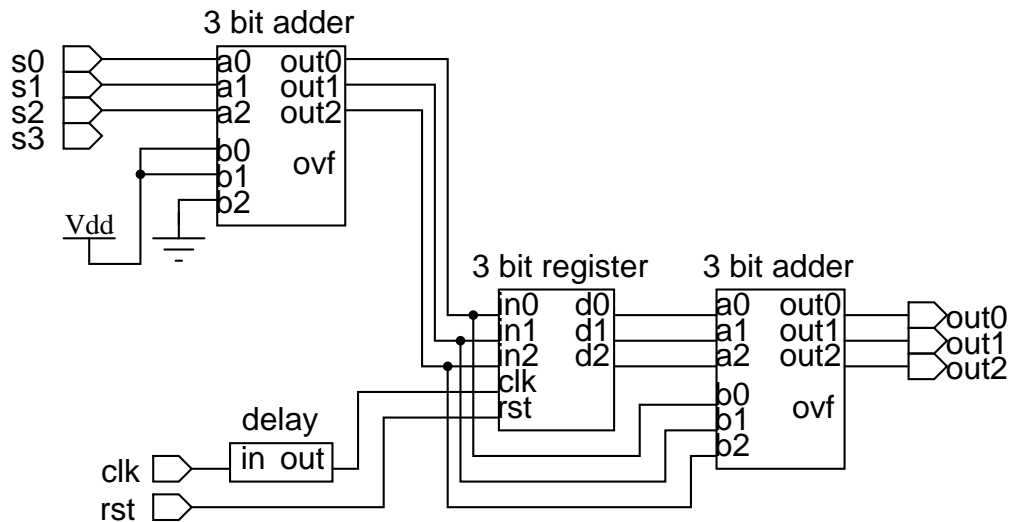 3 bit adder
s0 a0 out0
s1 a1 out1
s2 a2 out2
s3
b0
ovf
b1
b2
Vdd
3 bit register 3 bit adder
in0 d0 a0 out0 out0
in1 d1 a1 out1 out1
in2 d2 a2 out2 out2
clk
b0 ovf
rst
b1
delay
b2
clk in out
rst